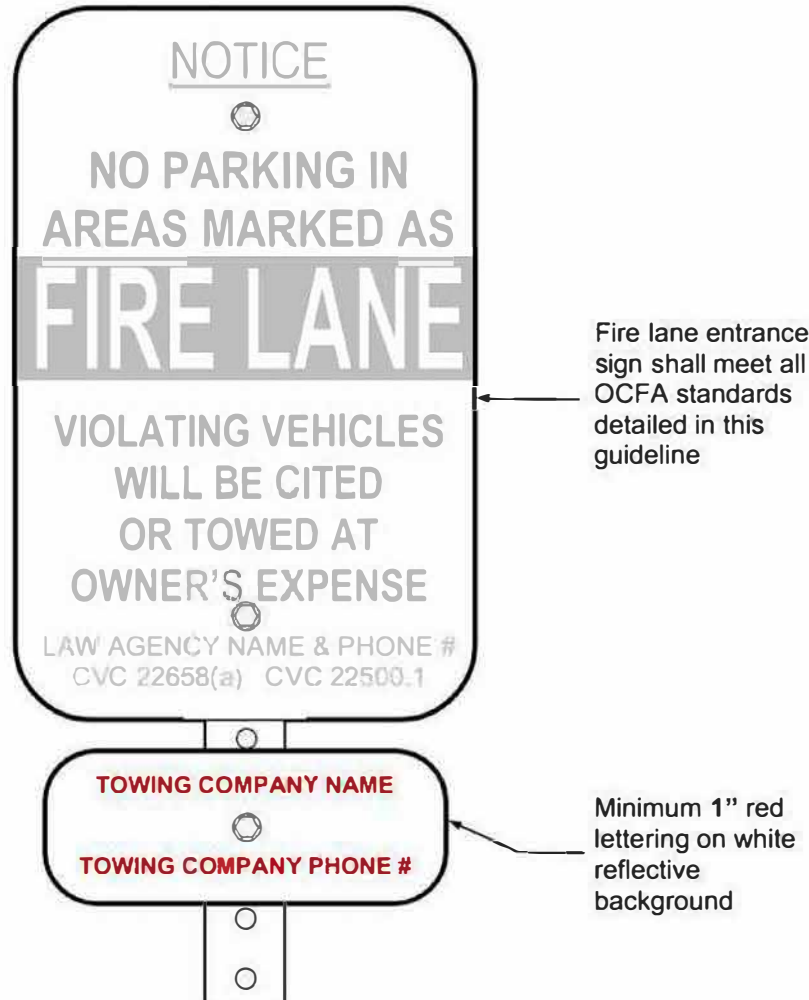 NOTICE
NO PARKING IN
AREAS MARKED AS
FIRE LANE
VIOLATING VEHICLES
WILL BE CITED
OR TOWED AT
OWNER'S EXPENSE
LAW AGENCY NAME & PHONE #
CVC 22658(a) CVC 22500.1
TOWING COMPANY NAME
TOWING COMPANY PHONE #
Fire lane entrance
sign shall meet all
OCFA standards
detailed in this
guideline
Minimum 1” red
lettering on white
reflective
background